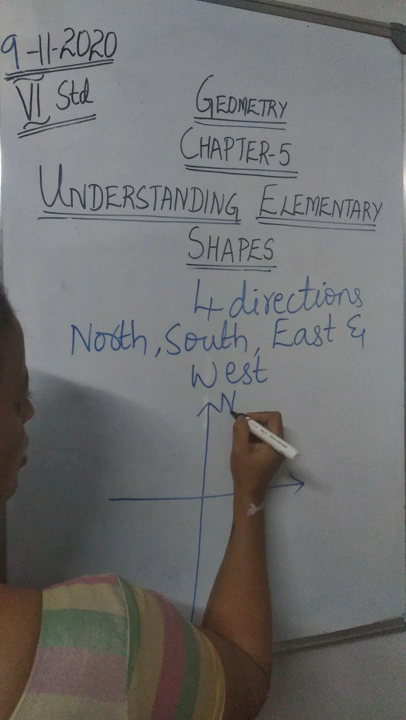 9-11-2020
VI Std
GEOMETRY
CHAPTER-5
UNDERSTANDING ELEMENTARY
SHAPES
4 directions
North, South, East &
West
N